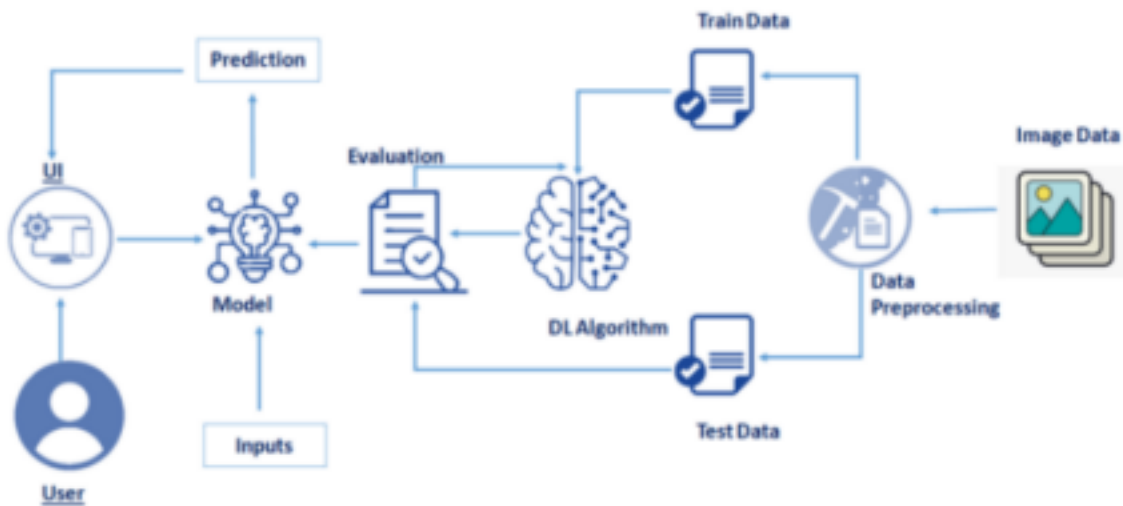 Train Data
Prediction
Image Data
Evaluation
UI
Model
Data
Preprocessing
DL Algorithm
Inputs
Test Data
User